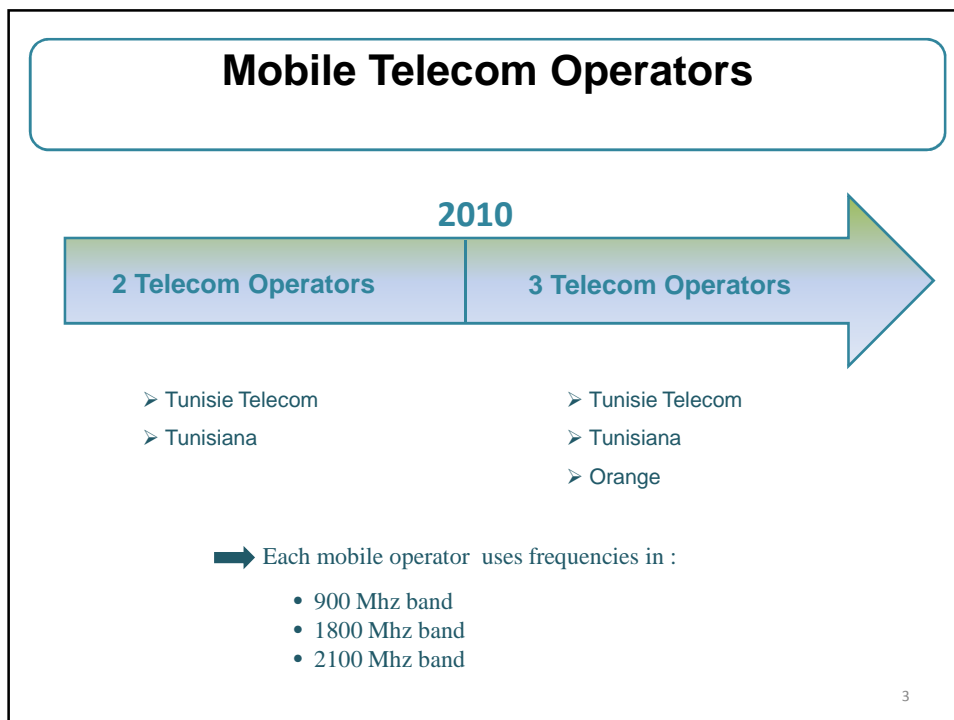 Mobile Telecom Operators
2010
2 Telecom Operators
3 Telecom Operators
➢ Tunisie Telecom
➢ Tunisiana
➢ Tunisie Telecom
➢ Tunisiana
➢ Orange
Each mobile operator  uses frequencies in :
• 900 Mhz band
• 1800 Mhz band
• 2100 Mhz band
3